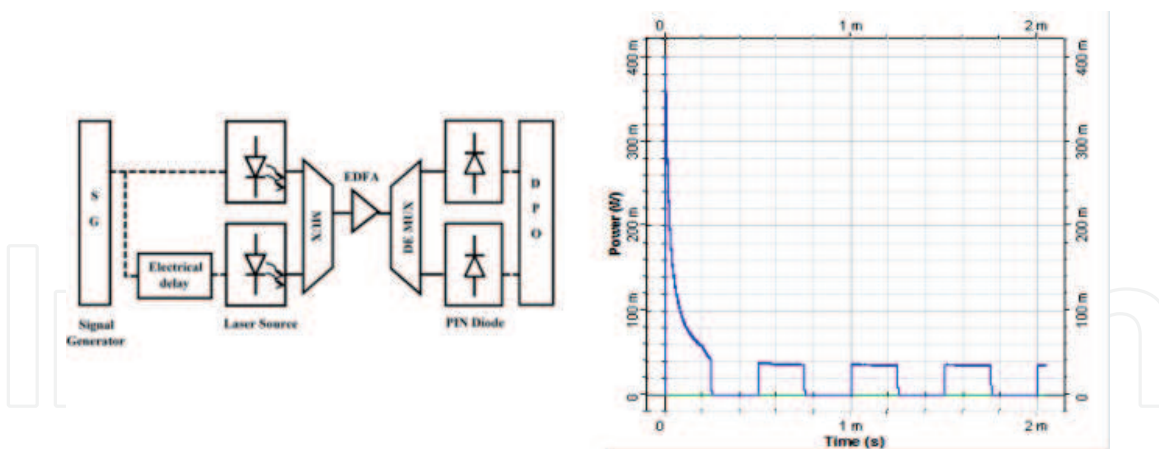 S G
Signal Generator
Electrical delay
Laser Source
MUX
EDFA
DE MUX
PIN Diode
D P O
0 1 m 2 m
400 m
300 m
200 m
100 m
0
Power (W)
400 m
300 m
200 m
100 m
0
0 1 m 2 m
Time (s)